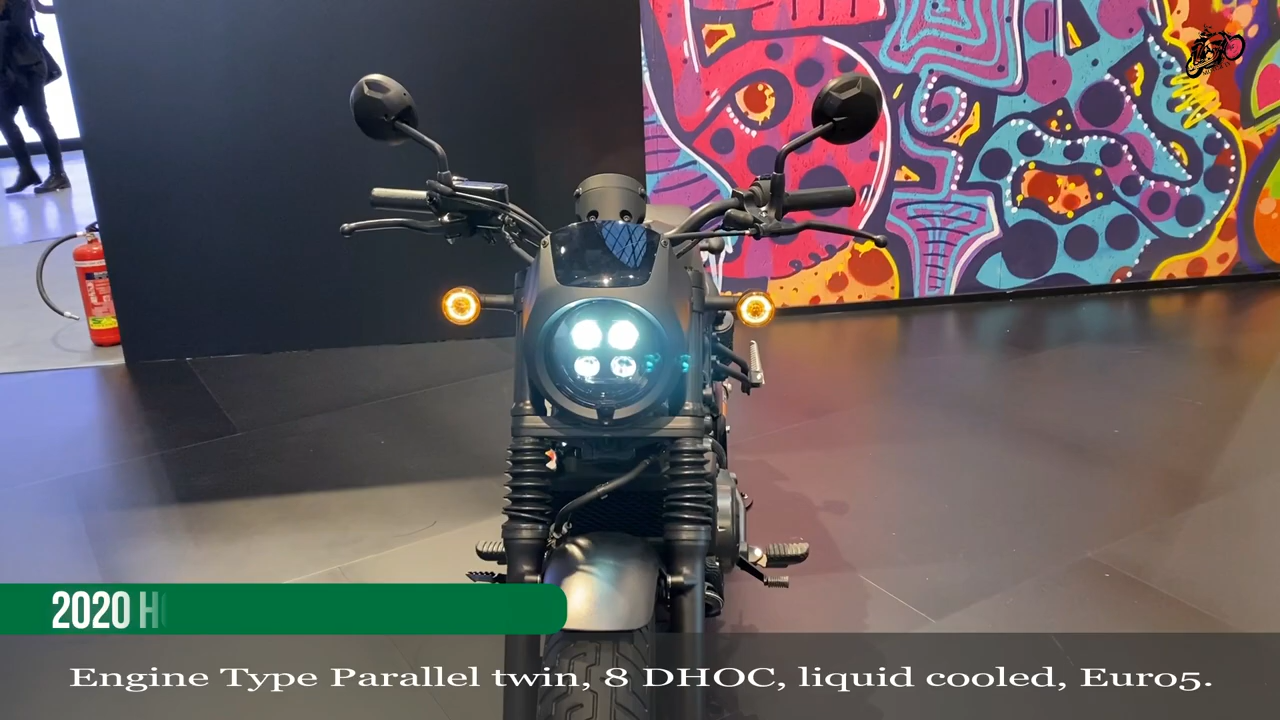 2020 H
Engine Type Parallel twin, 8 DHOC, liquid cooled, Euro5.